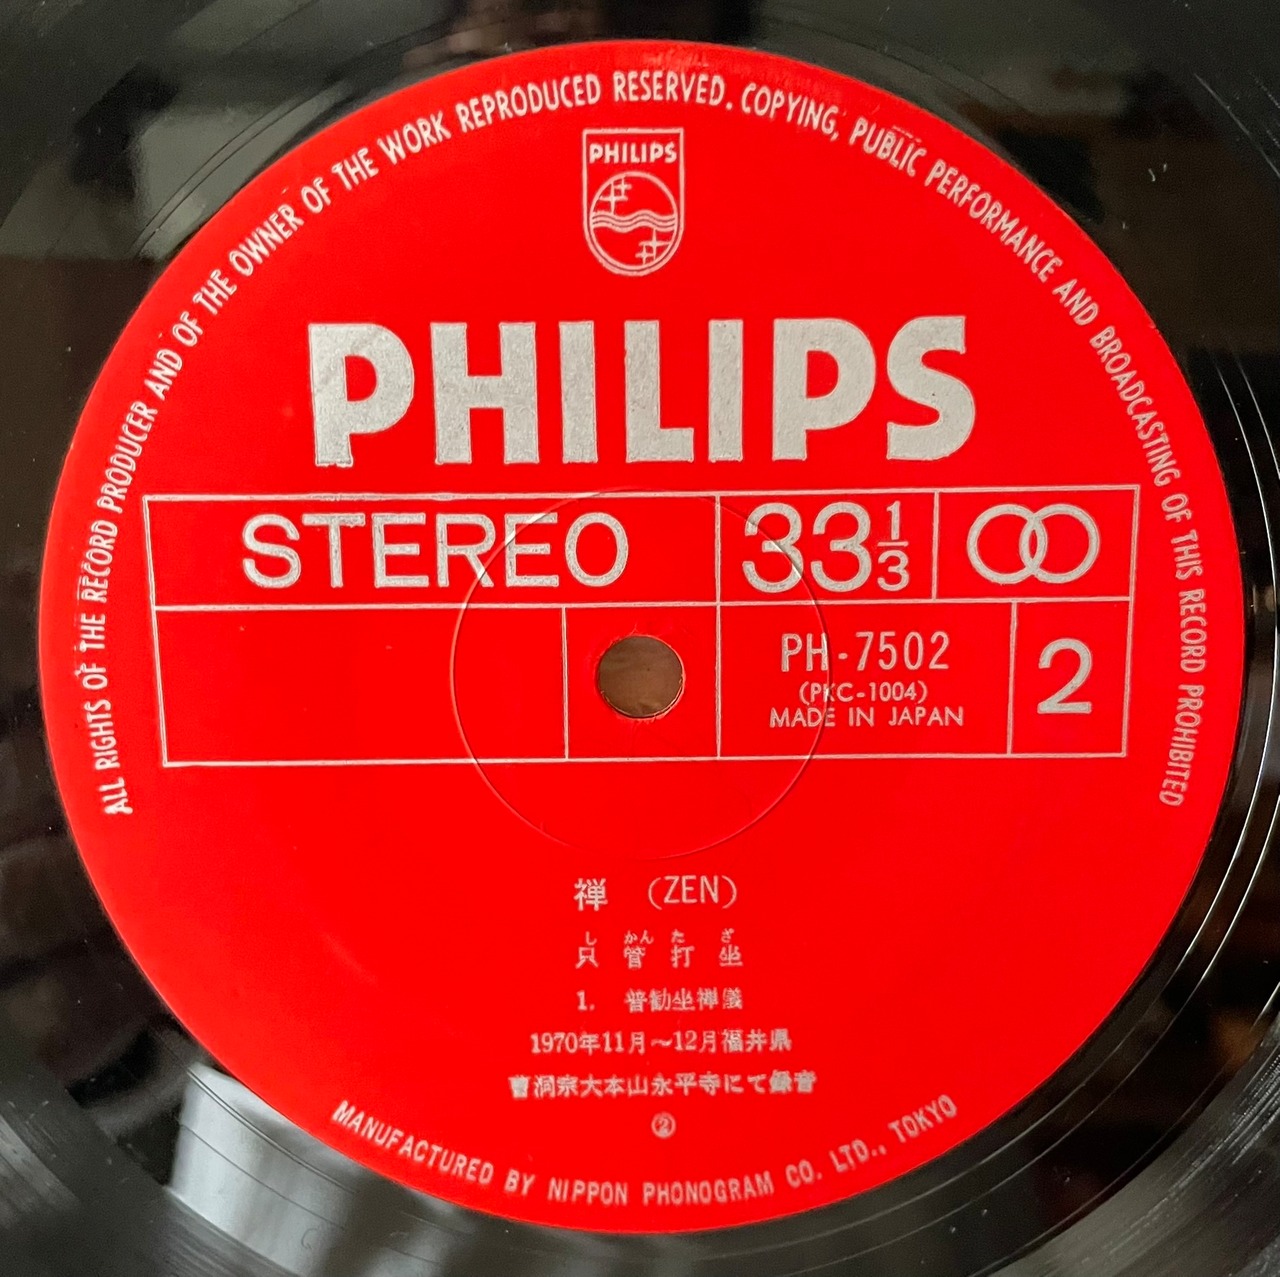 ALL RIGHTS OF THE RECORD PRODUCER AND OF THE OWNER OF THE WORK REPRODUCED RESERVED. COPYING, PUBLIC PERFORMANCE AND BROADCASTING OF THIS RECORD PROHIBITED
PHILIPS
PHILIPS
STEREO 33 1/3
PH-7502
(PKC-1004)
MADE IN JAPAN
2
禅 (ZEN)
し かん た ざ
只管打坐
1. 普勧坐禅儀
1970年11月〜12月福井県
曹洞宗大本山永平寺にて録音
②
MANUFACTURED BY NIPPON PHONOGRAM CO. LTD., TOKYO